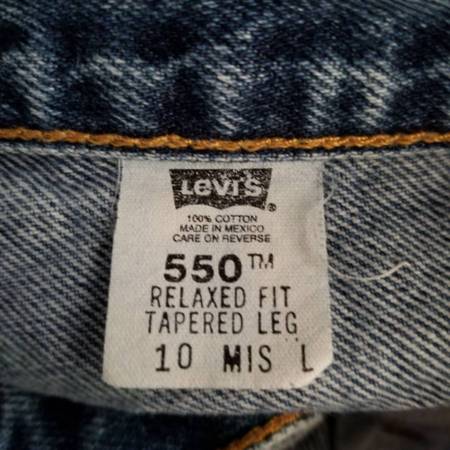 LEVI'S®
100% COTTON
MADE IN MEXICO
CARE ON REVERSE
550™
RELAXED FIT
TAPERED LEG
10 MIS L